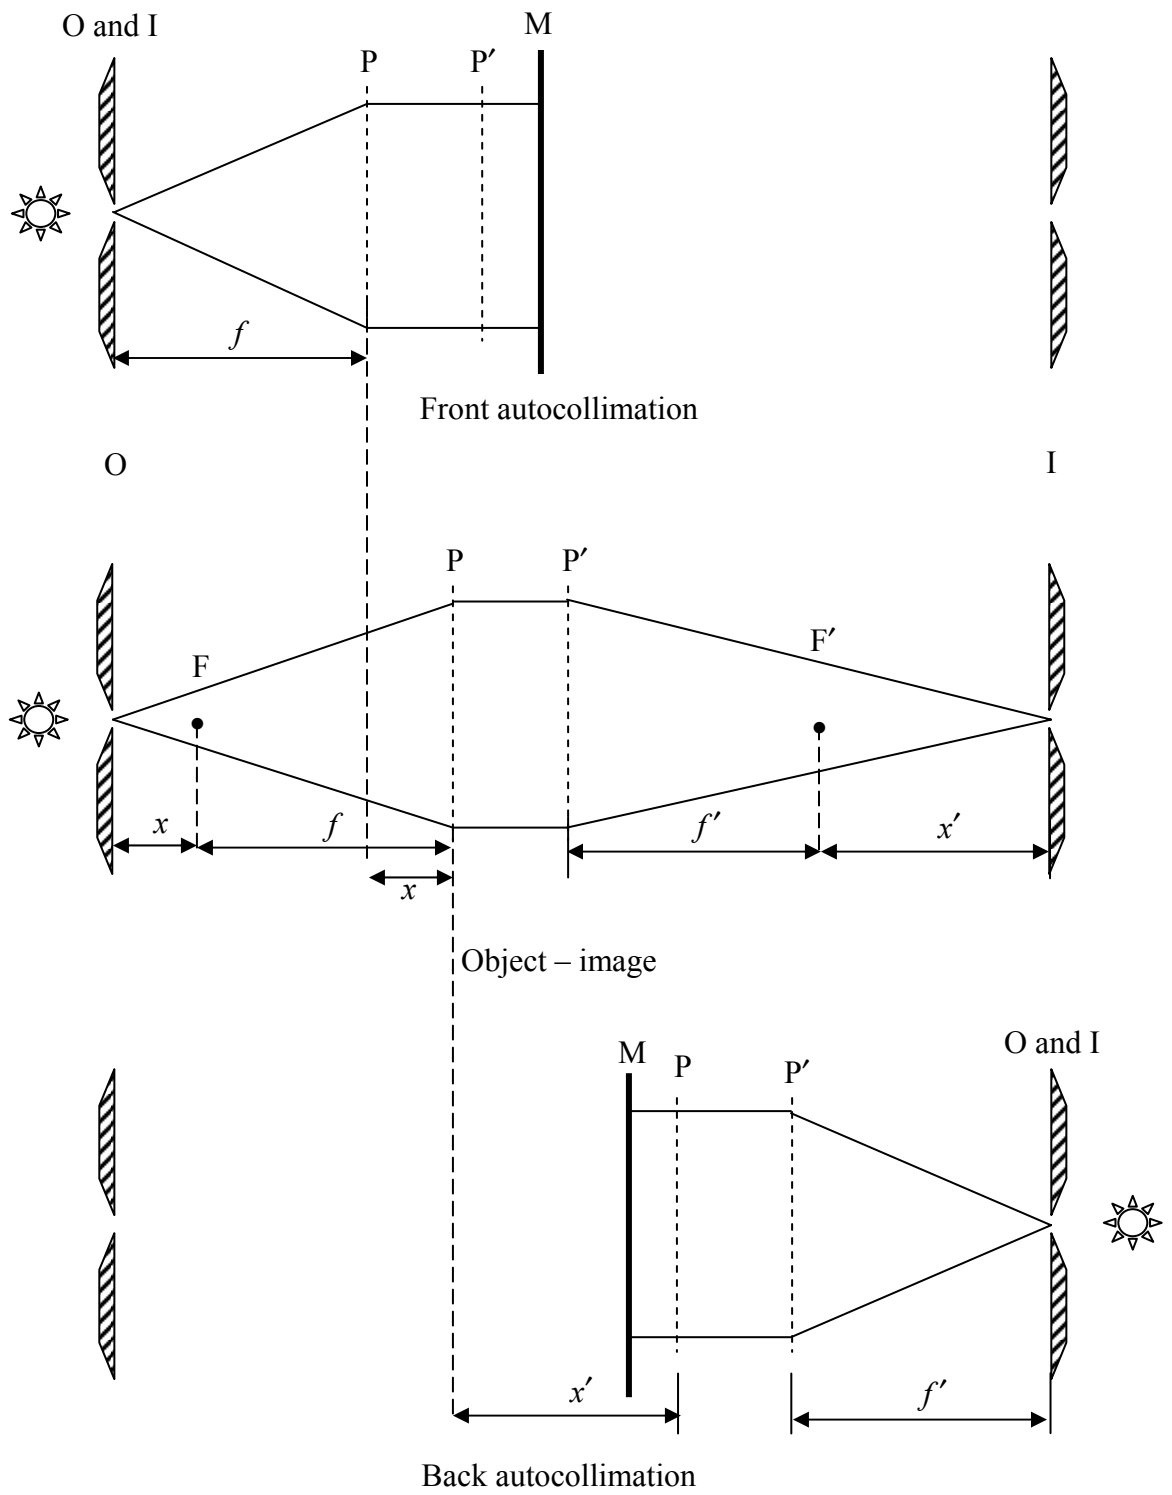 O and I
M
P
P′
f
Front autocollimation
O
I
P
P′
F
F′
x
f
f′
x′
x
Object – image
O and I
M
P
P′
x′
f′
Back autocollimation